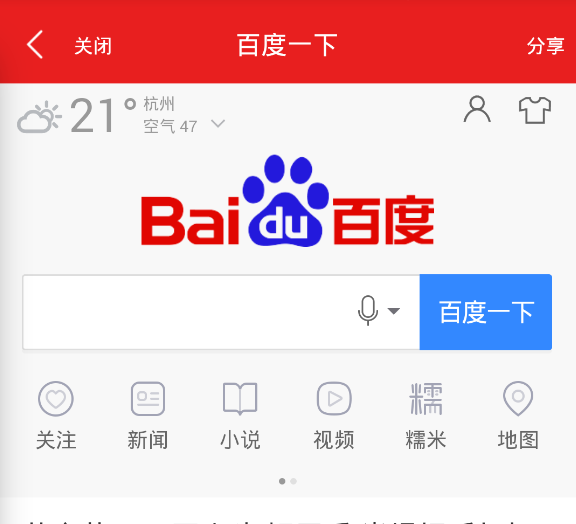 关闭 百度一下 分享
21° 杭州
空气 47
Bai du 百度
百度一下
糯
关注 新闻 小说 视频 糯米 地图